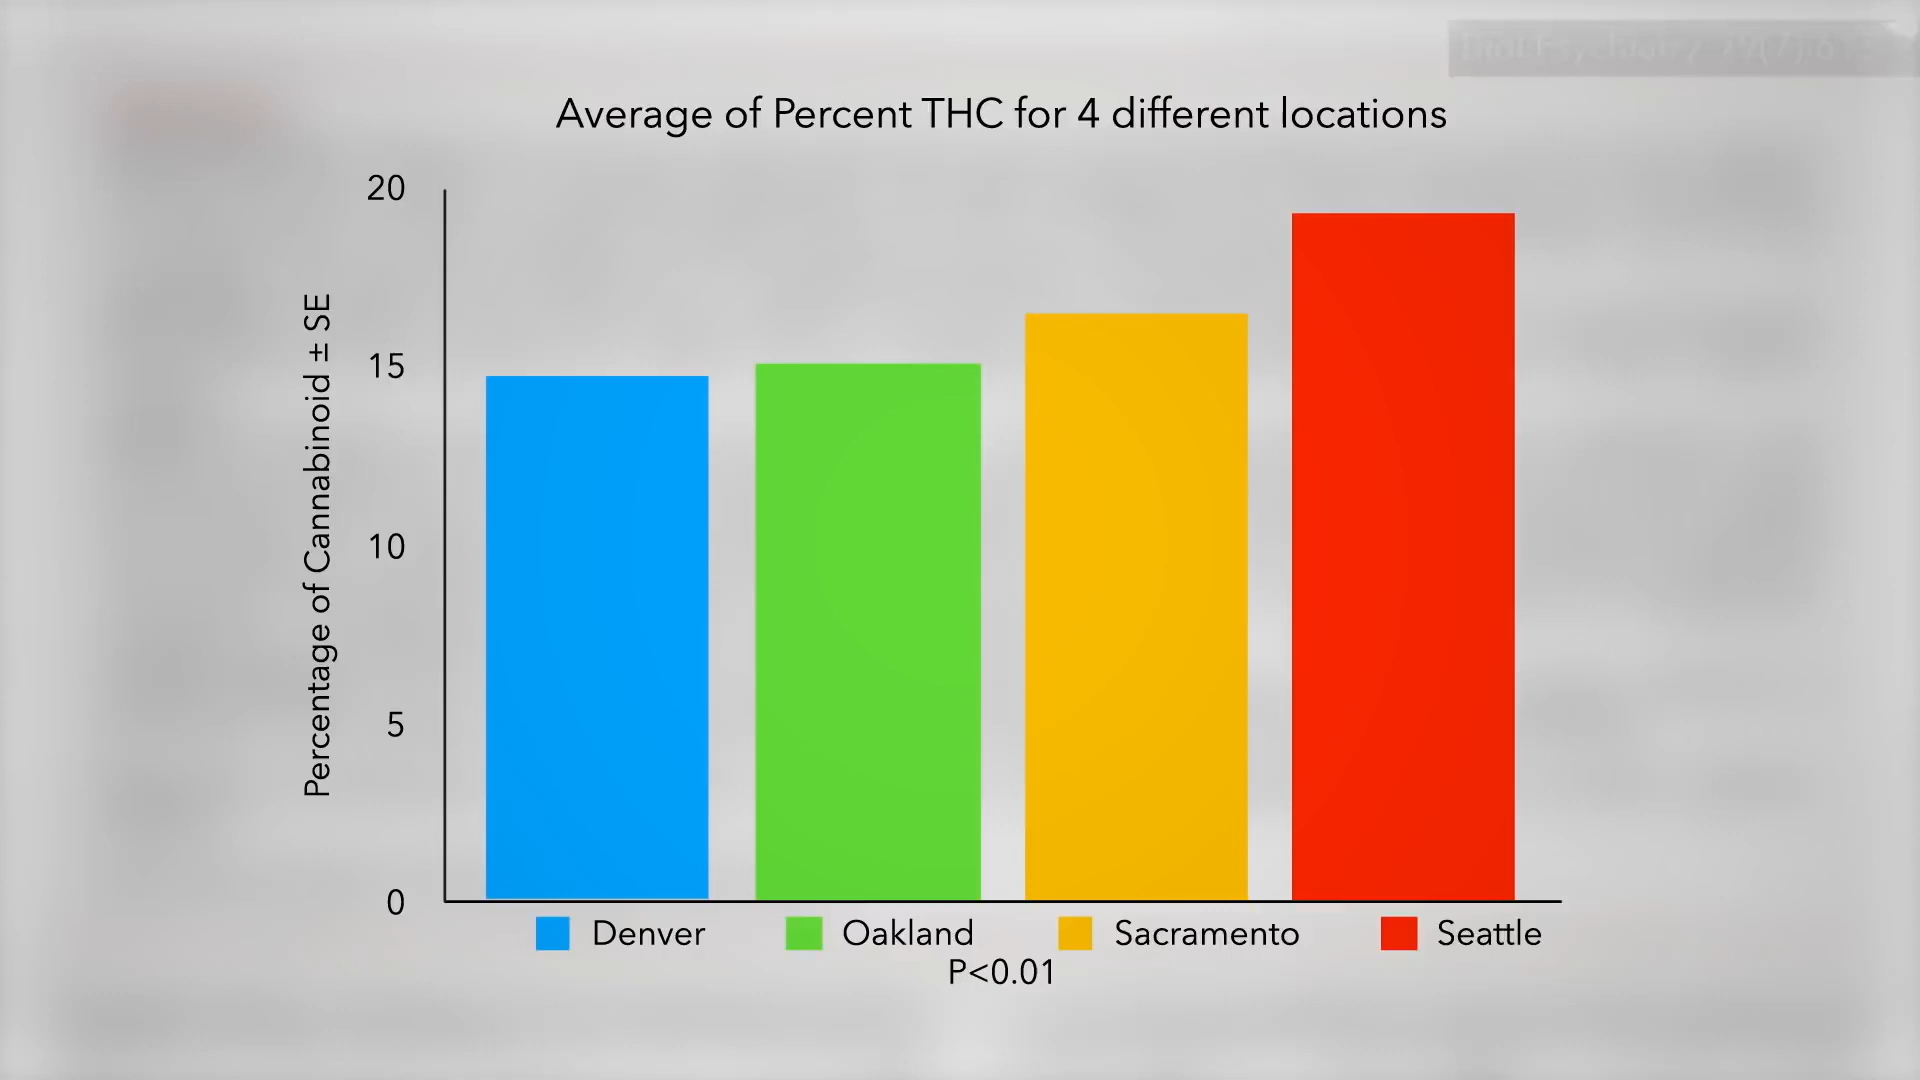 Average of Percent THC for 4 different locations
Percentage of Cannabinoid ± SE
20
15
10
5
0
Denver
Oakland
Sacramento
Seattle
P<0.01